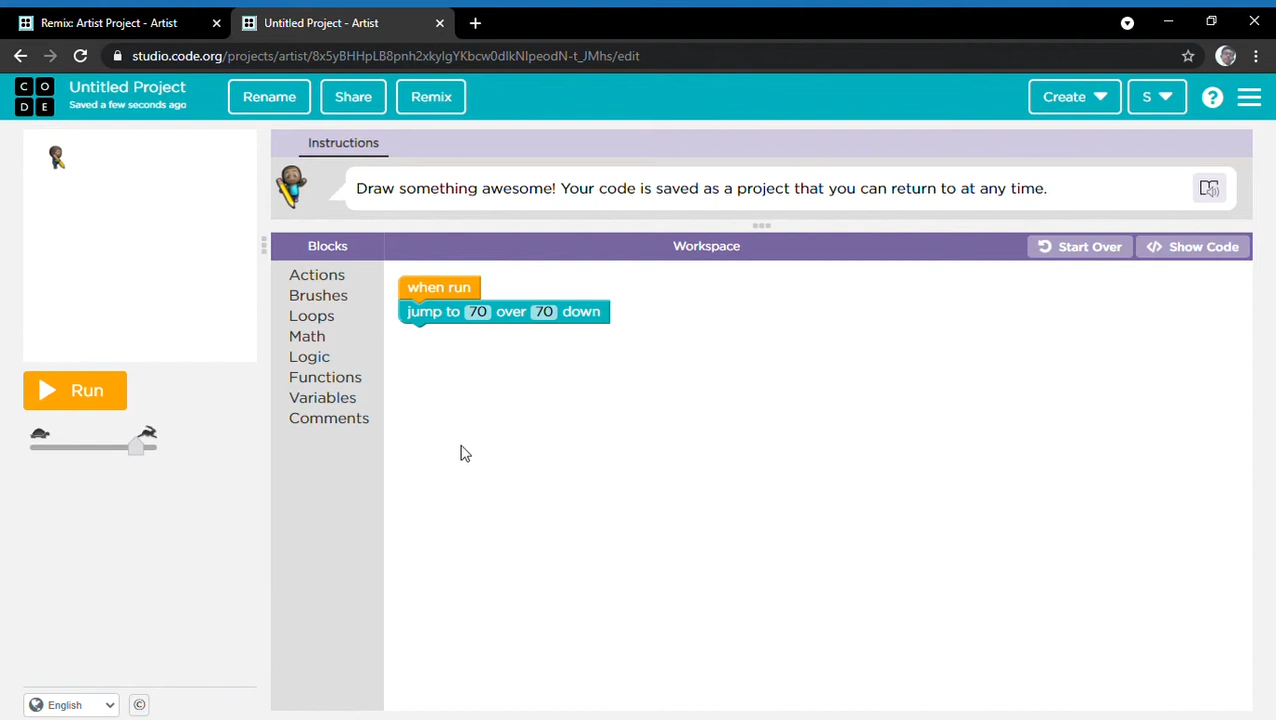 Remix: Artist Project - Artist
Untitled Project - Artist
studio.code.org/projects/artist/8x5yBHHpLB8pnh2xkylgYKbcw0dlkNlpeodN-t_JMhs/edit
C O D E
Untitled Project
Saved a few seconds ago
Rename
Share
Remix
Create
S
?
Instructions
Draw something awesome! Your code is saved as a project that you can return to at any time.
Blocks
Workspace
Start Over
</> Show Code
Actions
Brushes
Loops
Math
Logic
Functions
Variables
Comments
when run
jump to 70 over 70 down
Run
English
©